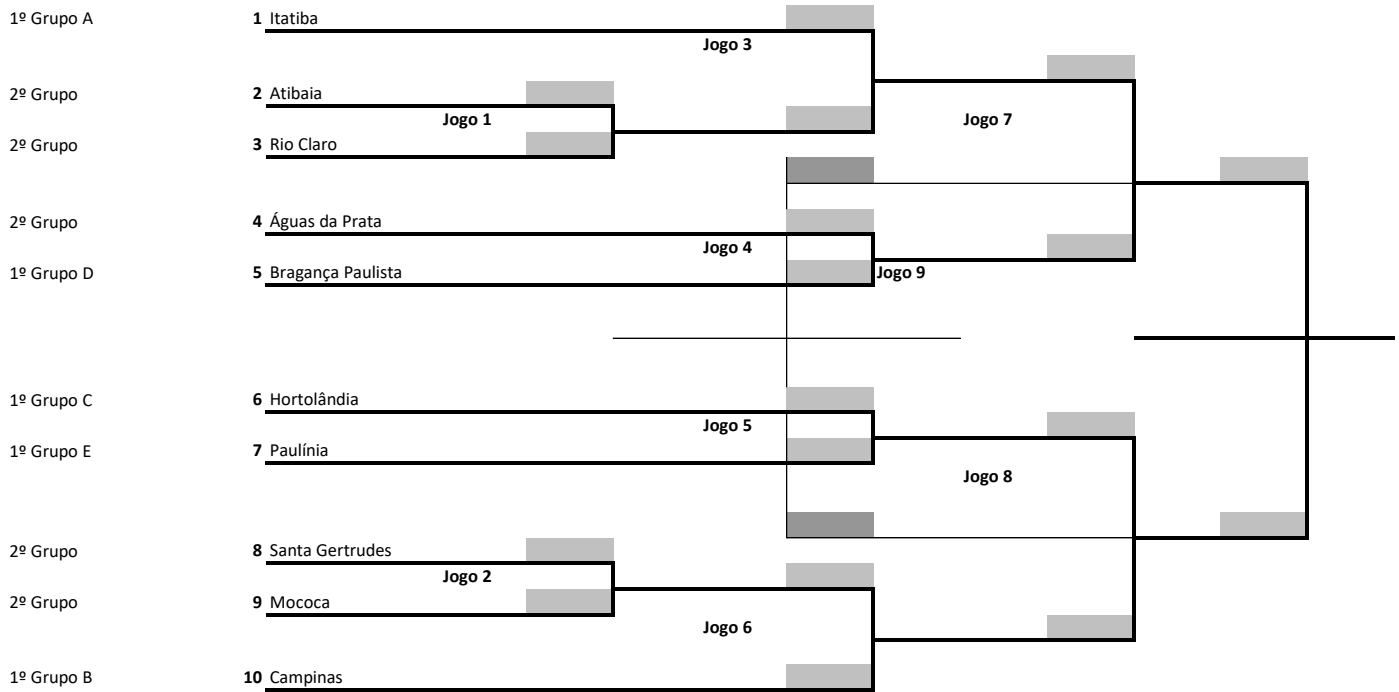 1º Grupo A 1 Itatiba
Jogo 3
2º Grupo 2 Atibaia
Jogo 1 Jogo 7
2º Grupo 3 Rio Claro
2º Grupo 4 Águas da Prata
Jogo 4
1º Grupo D 5 Bragança Paulista Jogo 9
1º Grupo C 6 Hortolândia
Jogo 5
1º Grupo E 7 Paulínia
Jogo 8
2º Grupo 8 Santa Gertrudes
Jogo 2
2º Grupo 9 Mococa
Jogo 6
1º Grupo B 10 Campinas